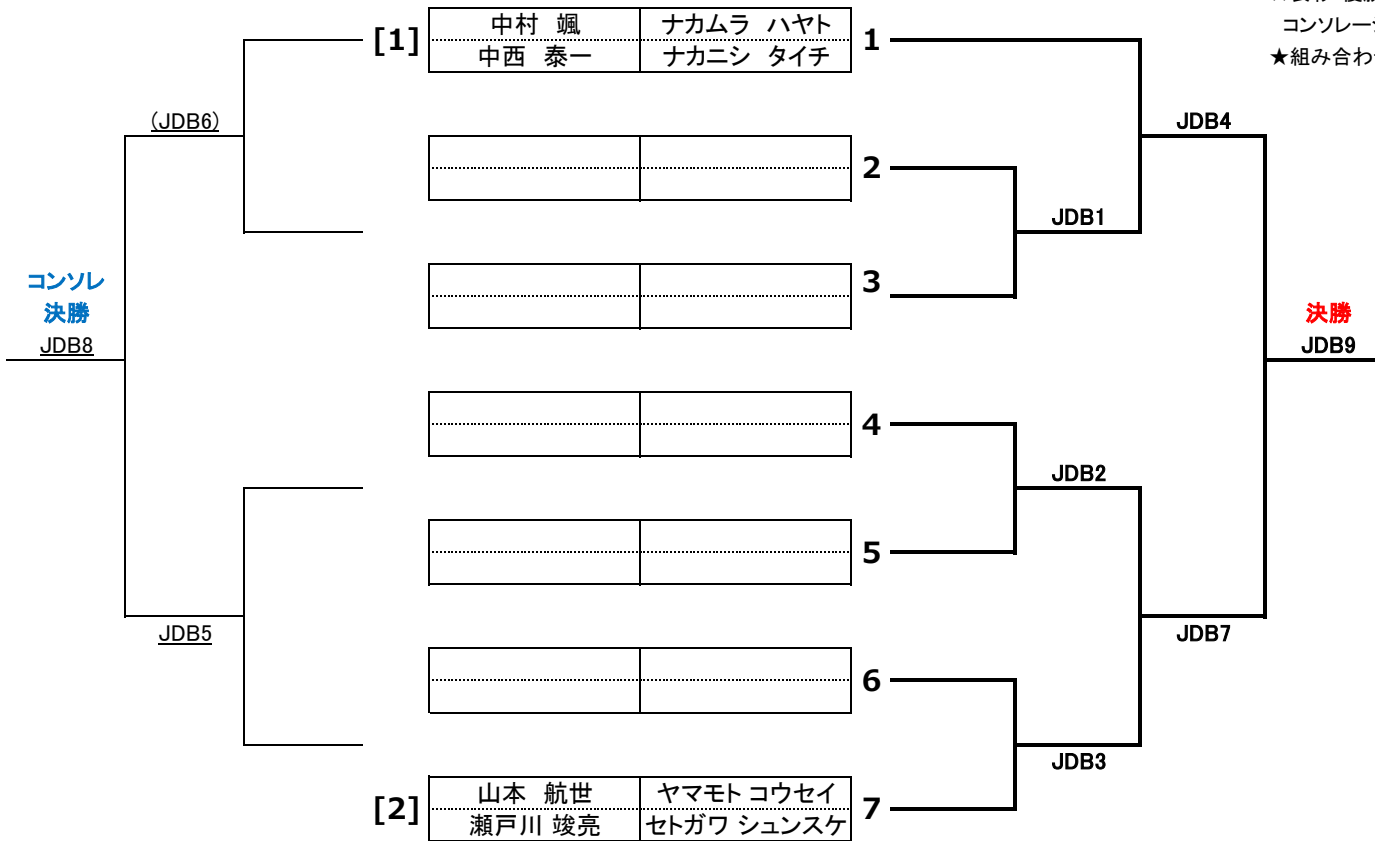 [1] 中村 颯 ナカムラ ハヤト 1
中西 泰一 ナカニシ タイチ
コンソレー
★組み合わ
(JDB6)
JDB4
2
JDB1
3
コンソレ
決勝
JDB8
決勝
JDB9
4
JDB2
5
JDB5
JDB7
6
JDB3
[2] 山本 航世 ヤマモト コウセイ 7
瀬戸川 竣亮 セトガワ シュンスケ